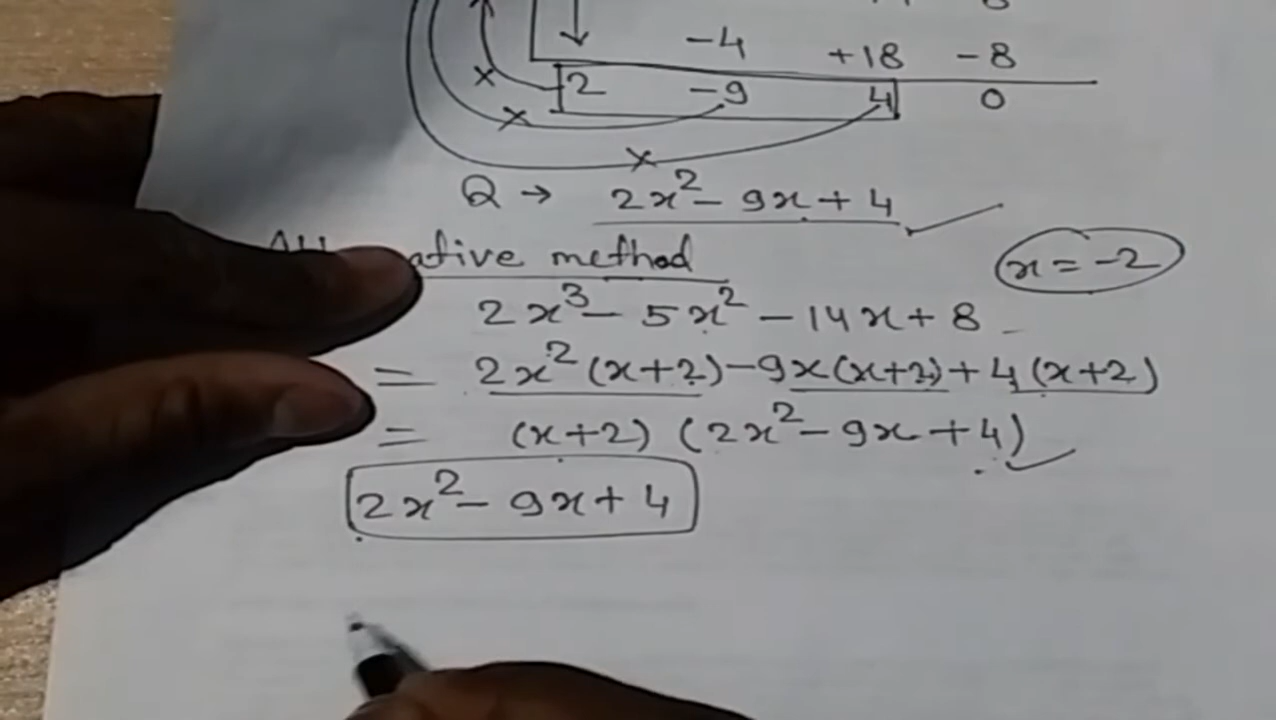 -4 +18 -8
2 -9 4 0
Q → 2x² - 9x + 4
method
x = -2
2x³ - 5x² - 14x + 8
= 2x² (x+2) - 9x (x+2) + 4 (x+2)
= (x+2) (2x² - 9x + 4)
2x² - 9x + 4